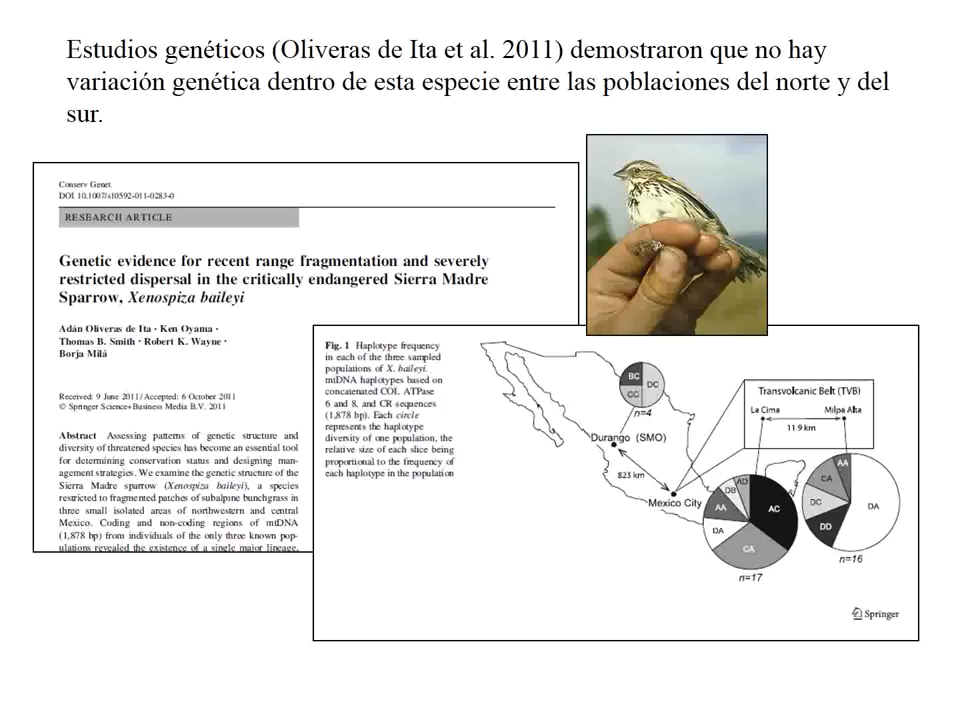 Estudios genéticos (Oliveras de Ita et al. 2011) demostraron que no hay
variación genética dentro de esta especie entre las poblaciones del norte y del
sur.
Conserv Genet
DOI 10.1007/s10592-011-0283-0
RESEARCH ARTICLE
Genetic evidence for recent range fragmentation and severely
restricted dispersal in the critically endangered Sierra Madre
Sparrow, Xenospiza baileyi
Adán Oliveras de Ita · Ken Oyama ·
Thomas B. Smith · Robert K. Wayne ·
Borja Milá
Received: 9 June 2011 / Accepted: 6 October 2011
© Springer Science+Business Media B.V. 2011
Abstract Assessing patterns of genetic structure and
diversity of threatened species has become an essential tool
for determining conservation status and designing man-
agement strategies. We examine the genetic structure of the
Sierra Madre sparrow (Xenospiza baileyi), a species
restricted to fragmented patches of subalpine bunchgrass in
three small isolated areas of northwestern and central
Mexico. Coding and non-coding regions of mtDNA
(1,878 bp) from individuals of the only three known pop-
ulations revealed the existence of a single major lineage,
Fig. 1 Haplotype frequency
in each of the three sampled
populations of X. baileyi.
mtDNA haplotypes based on
concatenated COI, ATPase
6 and 8, and CR sequences
(1,878 bp). Each circle
represents the haplotype
diversity of one population, the
relative size of each slice being
proportional to the frequency of
each haplotype in the population
BC
DC
CC
n=4
Durango (SMO)
823 km
Mexico City
Transvolcanic Belt (TVB)
La Cima
Milpa Alta
11.9 km
AD
DB
AA
AC
DA
CA
n=17
AA
CA
DC
DA
DD
n=16
Springer